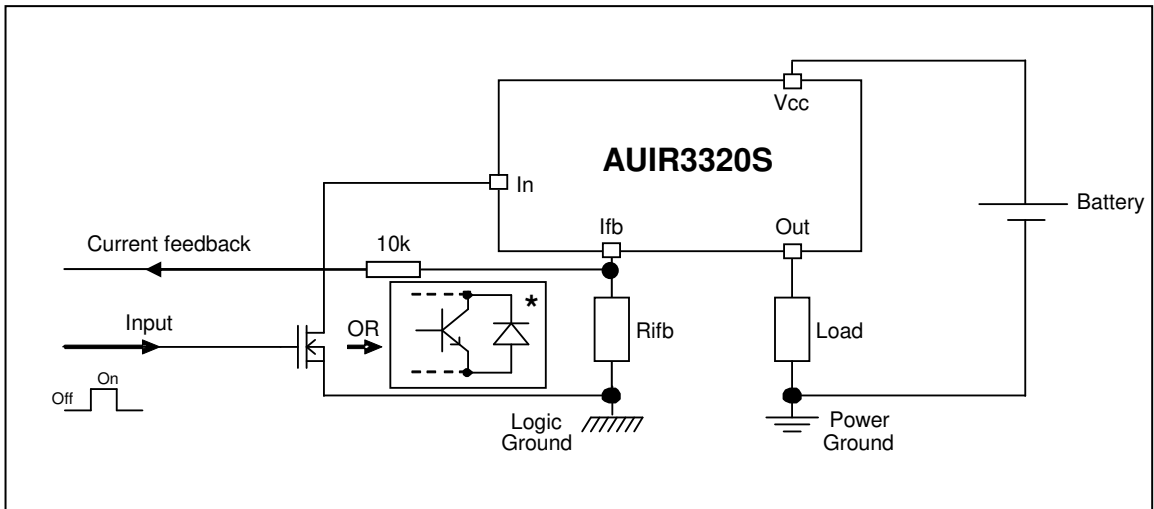 Vcc
AUIR3320S
In
Battery
Ifb
Out
Current feedback
10k
*
Input
OR
Rifb
Load
On
Off
Logic
Ground
Power
Ground